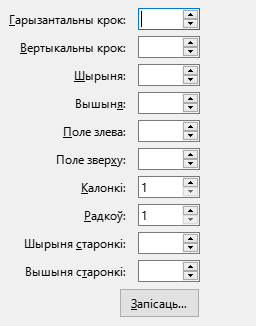 Гарызантальны крок:
Вертыкальны крок:
Шырыня:
Вышыня:
Поле злева:
Поле зверху:
Калонкі: 1
Радкоў: 1
Шырыня старонкі:
Вышыня старонкі:
Запісаць...